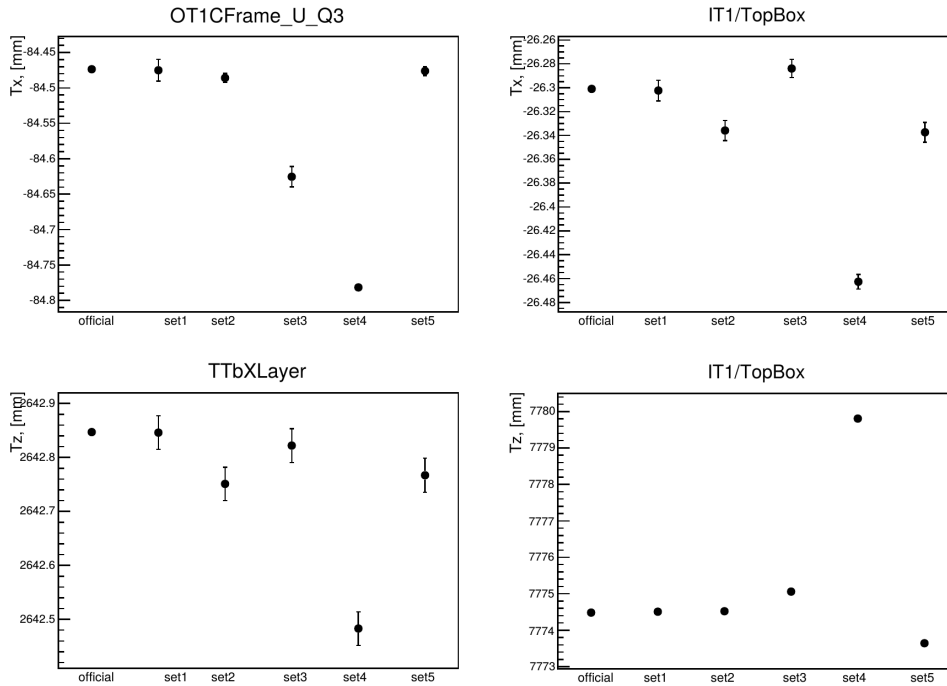 OT1CFrame_U_Q3
Tx, [mm]
-84.45
-84.5
-84.55
-84.6
-84.65
-84.7
-84.75
-84.8
official set1 set2 set3 set4 set5
IT1/TopBox
Tx, [mm]
-26.26
-26.28
-26.3
-26.32
-26.34
-26.36
-26.38
-26.4
-26.42
-26.44
-26.46
-26.48
official set1 set2 set3 set4 set5
TTbXLayer
Tz, [mm]
2642.9
2642.8
2642.7
2642.6
2642.5
official set1 set2 set3 set4 set5
IT1/TopBox
Tz, [mm]
7780
7779
7778
7777
7776
7775
7774
7773
official set1 set2 set3 set4 set5